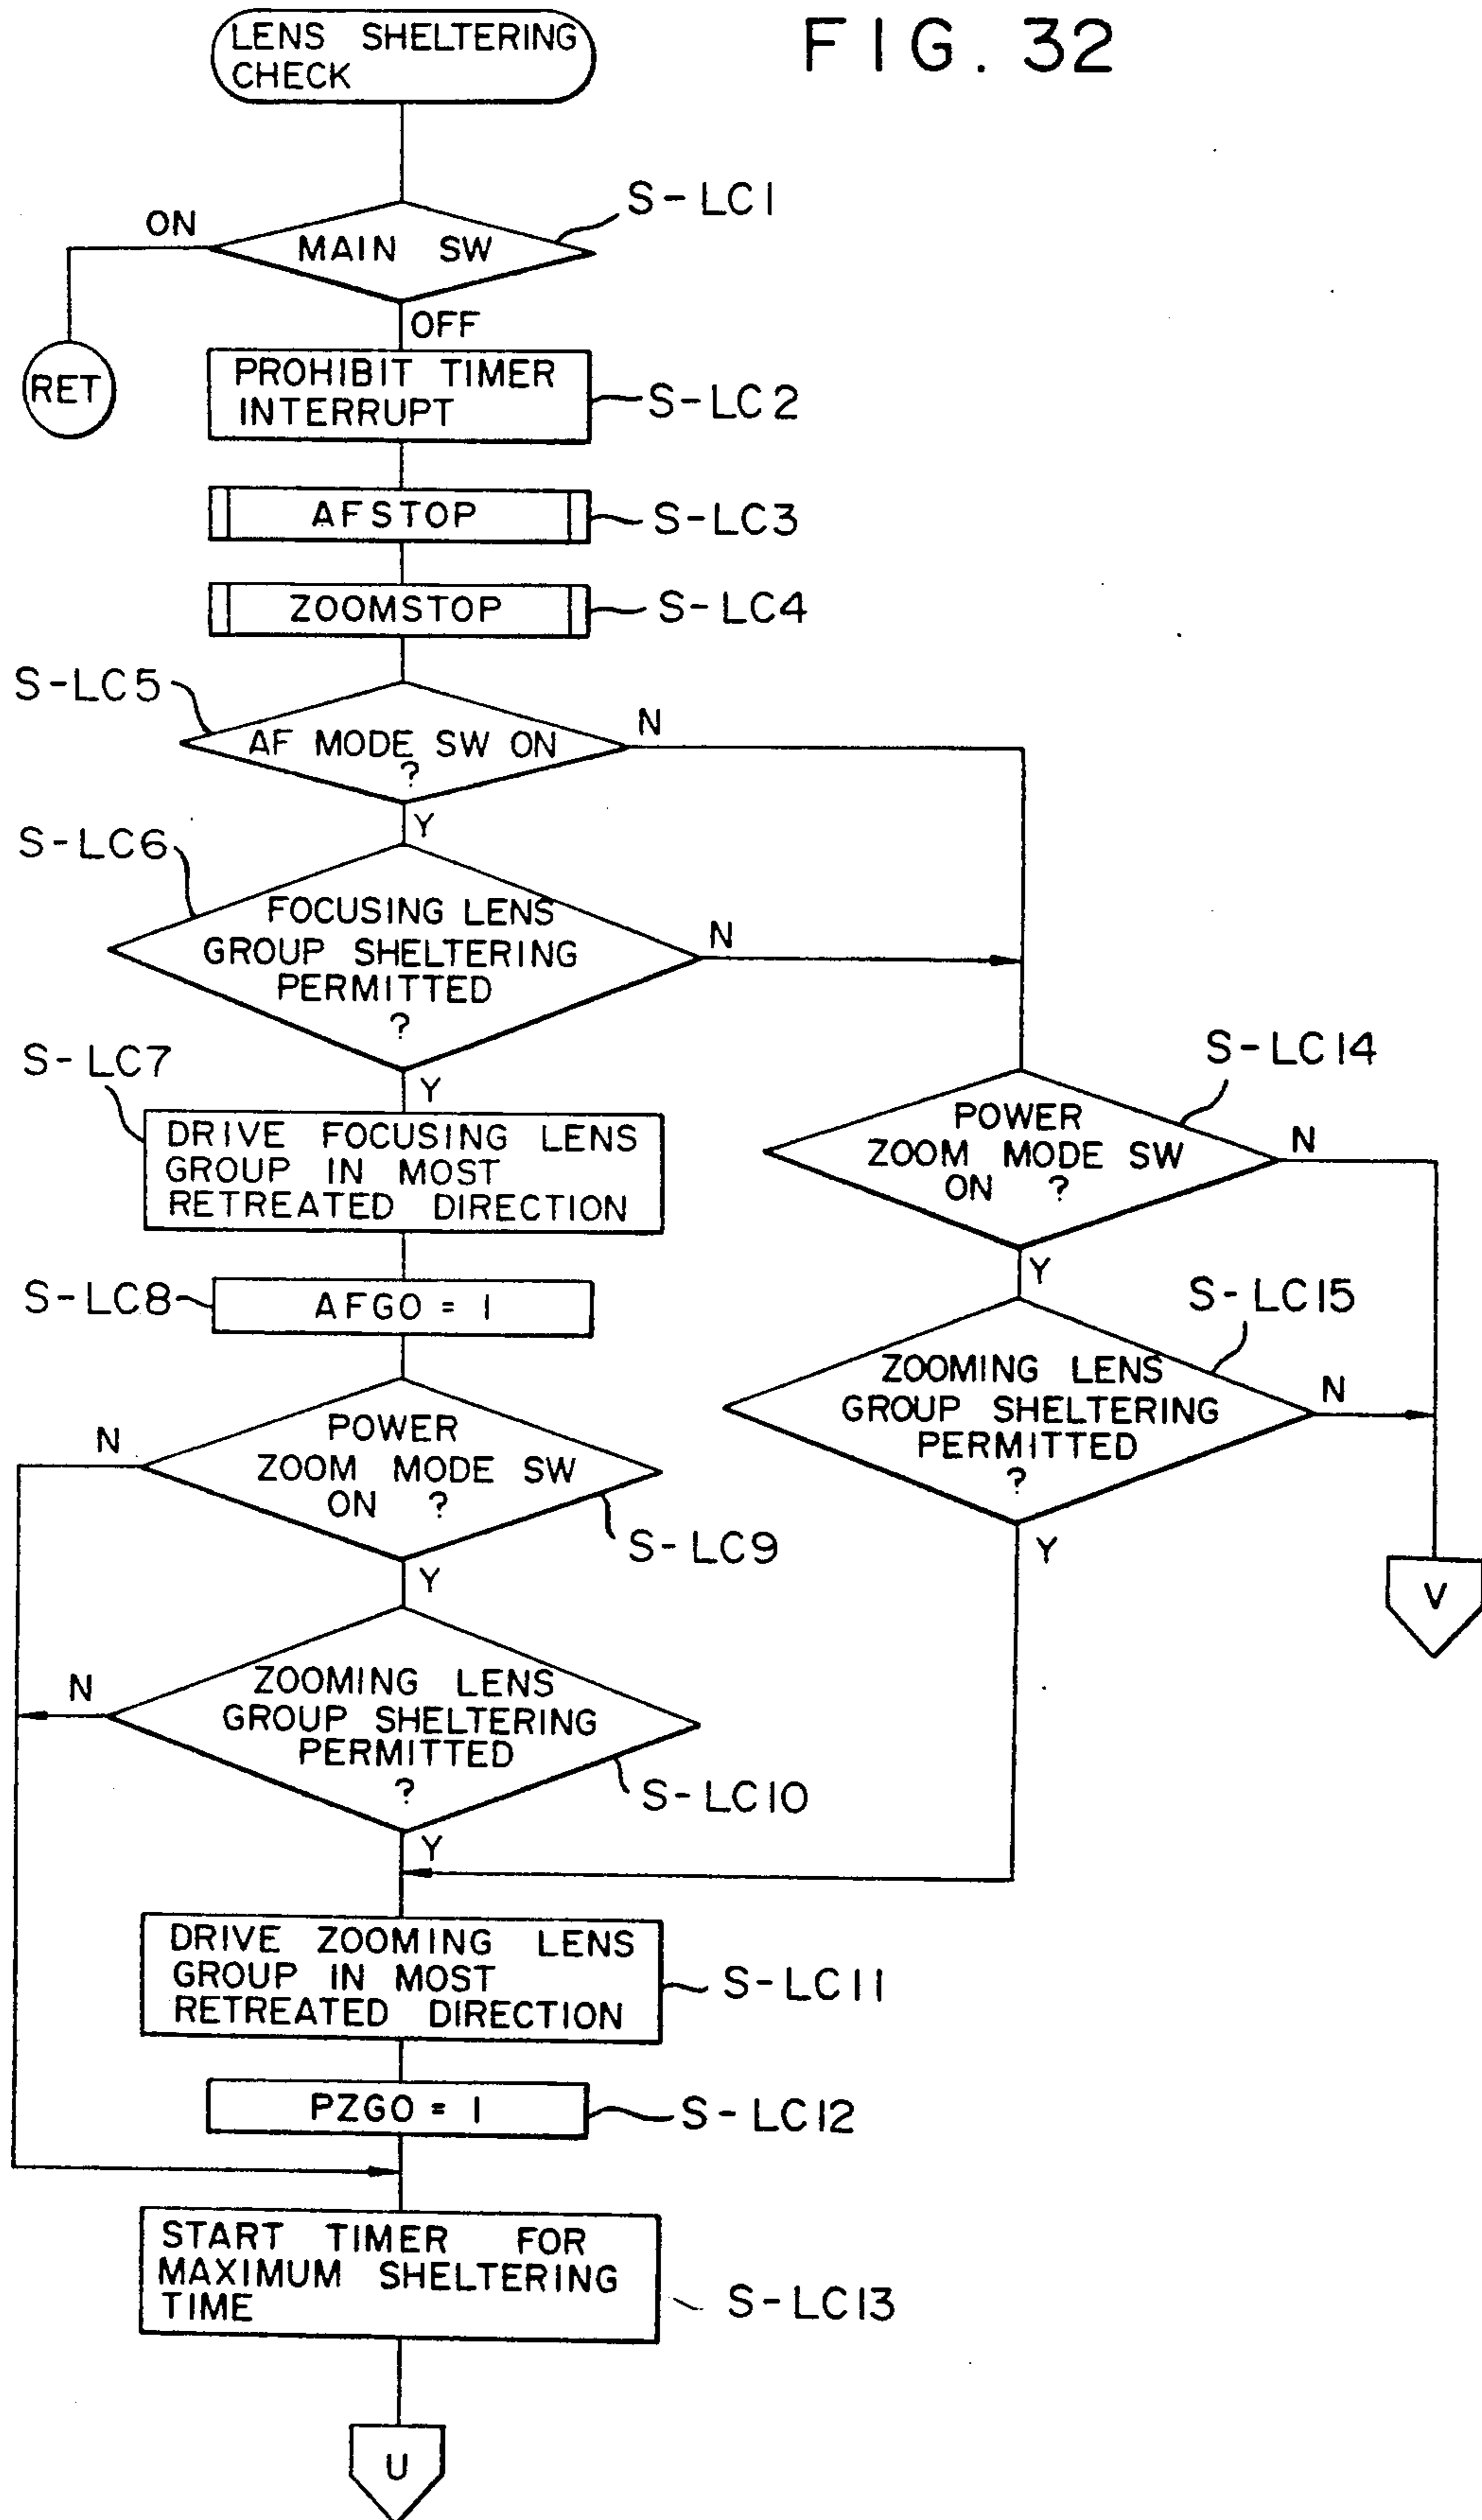 FIG. 32
LENS SHELTERING
CHECK
S-LC1
ON
MAIN SW
OFF
RET
PROHIBIT TIMER
INTERRUPT
S-LC2
AFSTOP
S-LC3
ZOOMSTOP
S-LC4
S-LC5
AF MODE SW ON
?
N
Y
S-LC6
FOCUSING LENS
GROUP SHELTERING
PERMITTED
?
N
Y
S-LC7
DRIVE FOCUSING LENS
GROUP IN MOST
RETREATED DIRECTION
S-LC14
POWER
ZOOM MODE SW
ON ?
N
Y
S-LC8
AFGO = 1
S-LC15
ZOOMING LENS
GROUP SHELTERING
PERMITTED
?
N
Y
V
N
POWER
ZOOM MODE SW
ON ?
S-LC9
Y
N
ZOOMING LENS
GROUP SHELTERING
PERMITTED
?
S-LC10
Y
DRIVE ZOOMING LENS
GROUP IN MOST
RETREATED DIRECTION
S-LC11
PZGO = 1
S-LC12
START TIMER FOR
MAXIMUM SHELTERING
TIME
S-LC13
U